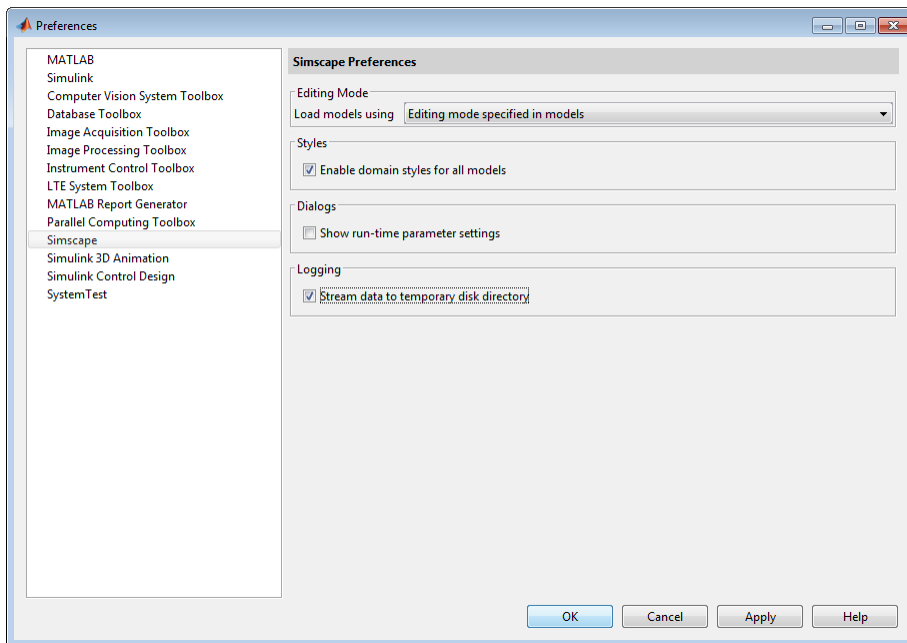 Preferences
MATLAB
Simulink
Computer Vision System Toolbox
Database Toolbox
Image Acquisition Toolbox
Image Processing Toolbox
Instrument Control Toolbox
LTE System Toolbox
MATLAB Report Generator
Parallel Computing Toolbox
Simscape
Simulink 3D Animation
Simulink Control Design
SystemTest
Simscape Preferences
Editing Mode
Load models using Editing mode specified in models
Styles
Enable domain styles for all models
Dialogs
Show run-time parameter settings
Logging
Stream data to temporary disk directory
OK Cancel Apply Help